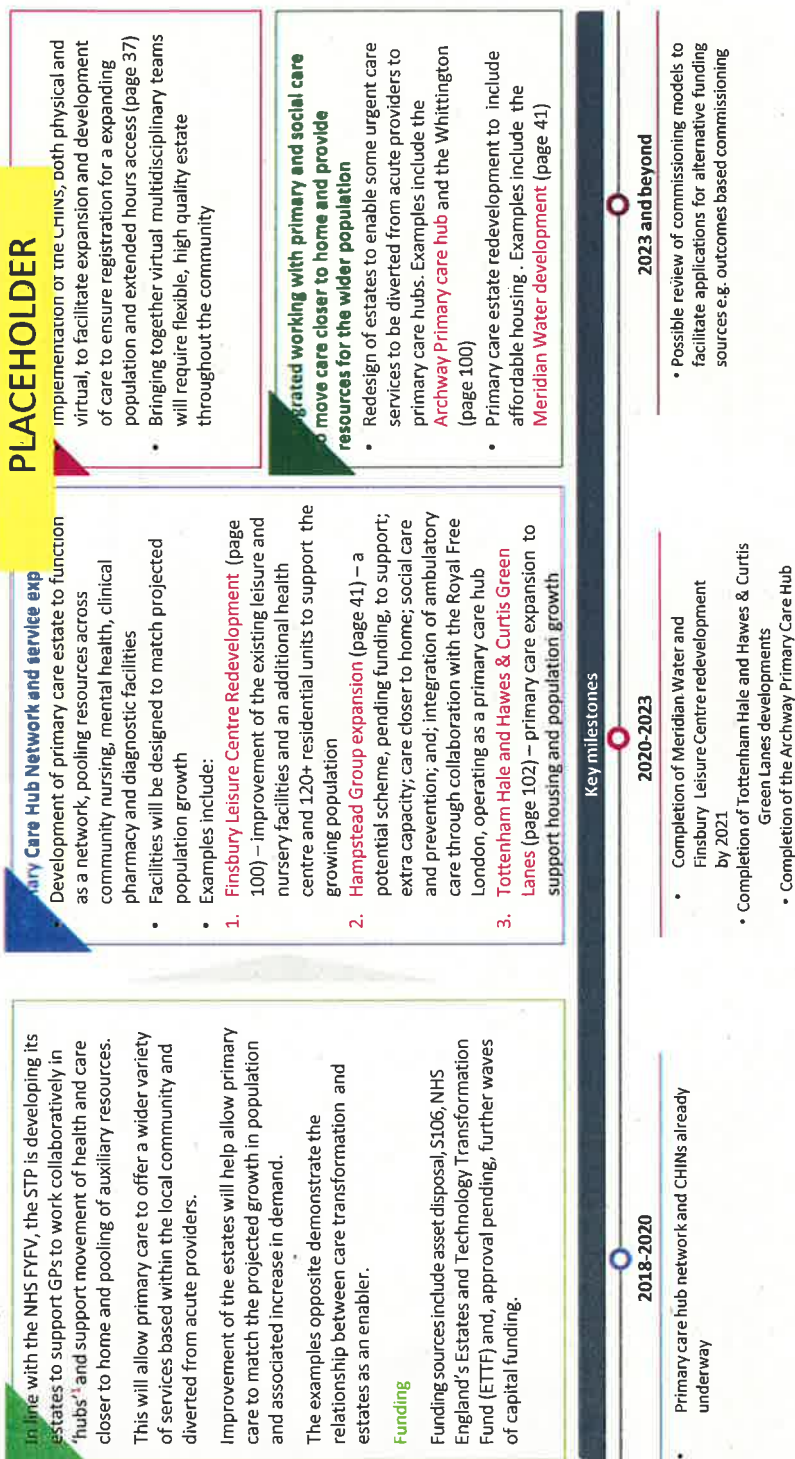 PLACEHOLDER
In line with the NHS FYFV, the STP is developing its
estates to support GPs to work collaboratively in
'hubs'¹ and support movement of health and care
closer to home and pooling of auxiliary resources.
This will allow primary care to offer a wider variety
of services based within the local community and
diverted from acute providers.
Improvement of the estates will help allow primary
care to match the projected growth in population
and associated increase in demand.
The examples opposite demonstrate the
relationship between care transformation and
estates as an enabler.
Funding
Funding sources include asset disposal, S106, NHS
England's Estates and Technology Transformation
Fund (ETTF) and, approval pending, further waves
of capital funding.
Care Hub Network and service exp
• Development of primary care estate to function
as a network, pooling resources across
community nursing, mental health, clinical
pharmacy and diagnostic facilities
• Facilities will be designed to match projected
population growth
• Examples include:
1. Finsbury Leisure Centre Redevelopment (page
100) – improvement of the existing leisure and
nursery facilities and an additional health
centre and 120+ residential units to support the
growing population
2. Hampstead Group expansion (page 41) – a
potential scheme, pending funding, to support;
extra capacity; care closer to home; social care
and prevention; and; integration of ambulatory
care through collaboration with the Royal Free
London, operating as a primary care hub
3. Tottenham Hale and Hawes & Curtis Green
Lanes (page 102) – primary care expansion to
support housing and population growth
implementation of the CHINs, both physical and
virtual, to facilitate expansion and development
of care to ensure registration for a expanding
population and extended hours access (page 37)
• Bringing together virtual multidisciplinary teams
will require flexible, high quality estate
throughout the community
grated working with primary and social care
o move care closer to home and provide
resources for the wider population
• Redesign of estates to enable some urgent care
services to be diverted from acute providers to
primary care hubs. Examples include the
Archway Primary care hub and the Whittington
(page 100)
• Primary care estate redevelopment to include
affordable housing . Examples include the
Meridian Water development (page 41)
Key milestones
2018-2020
• Primary care hub network and CHINs already
underway
2020-2023
• Completion of Meridian Water and
Finsbury Leisure Centre redevelopment
by 2021
• Completion of Tottenham Hale and Hawes & Curtis
Green Lanes developments
• Completion of the Archway Primary Care Hub
2023 and beyond
• Possible review of commissioning models to
facilitate applications for alternative funding
sources e.g. outcomes based commissioning